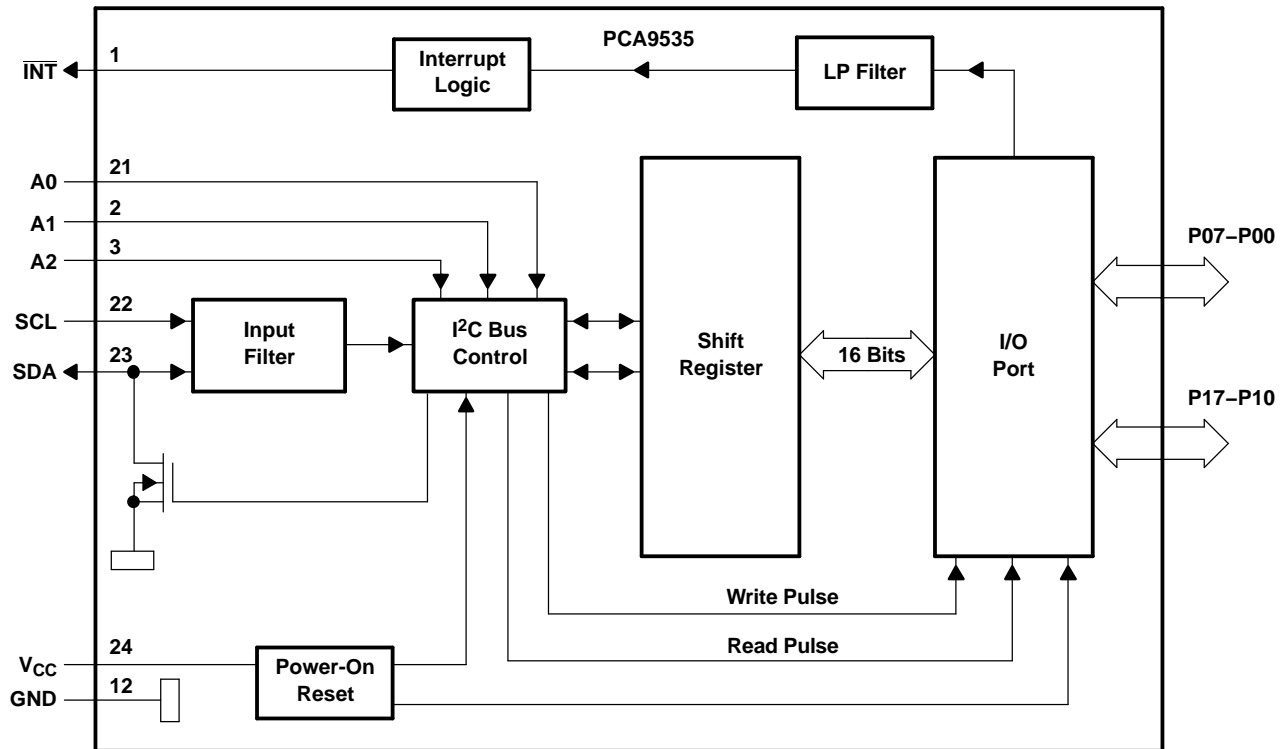 PCA9535
INT
1
Interrupt
Logic
LP Filter
A0
21
A1
2
A2
3
SCL
22
SDA
23
Input
Filter
I²C Bus
Control
Shift
Register
16 Bits
I/O
Port
P07–P00
P17–P10
Write Pulse
Read Pulse
VCC
24
GND
12
Power-On
Reset